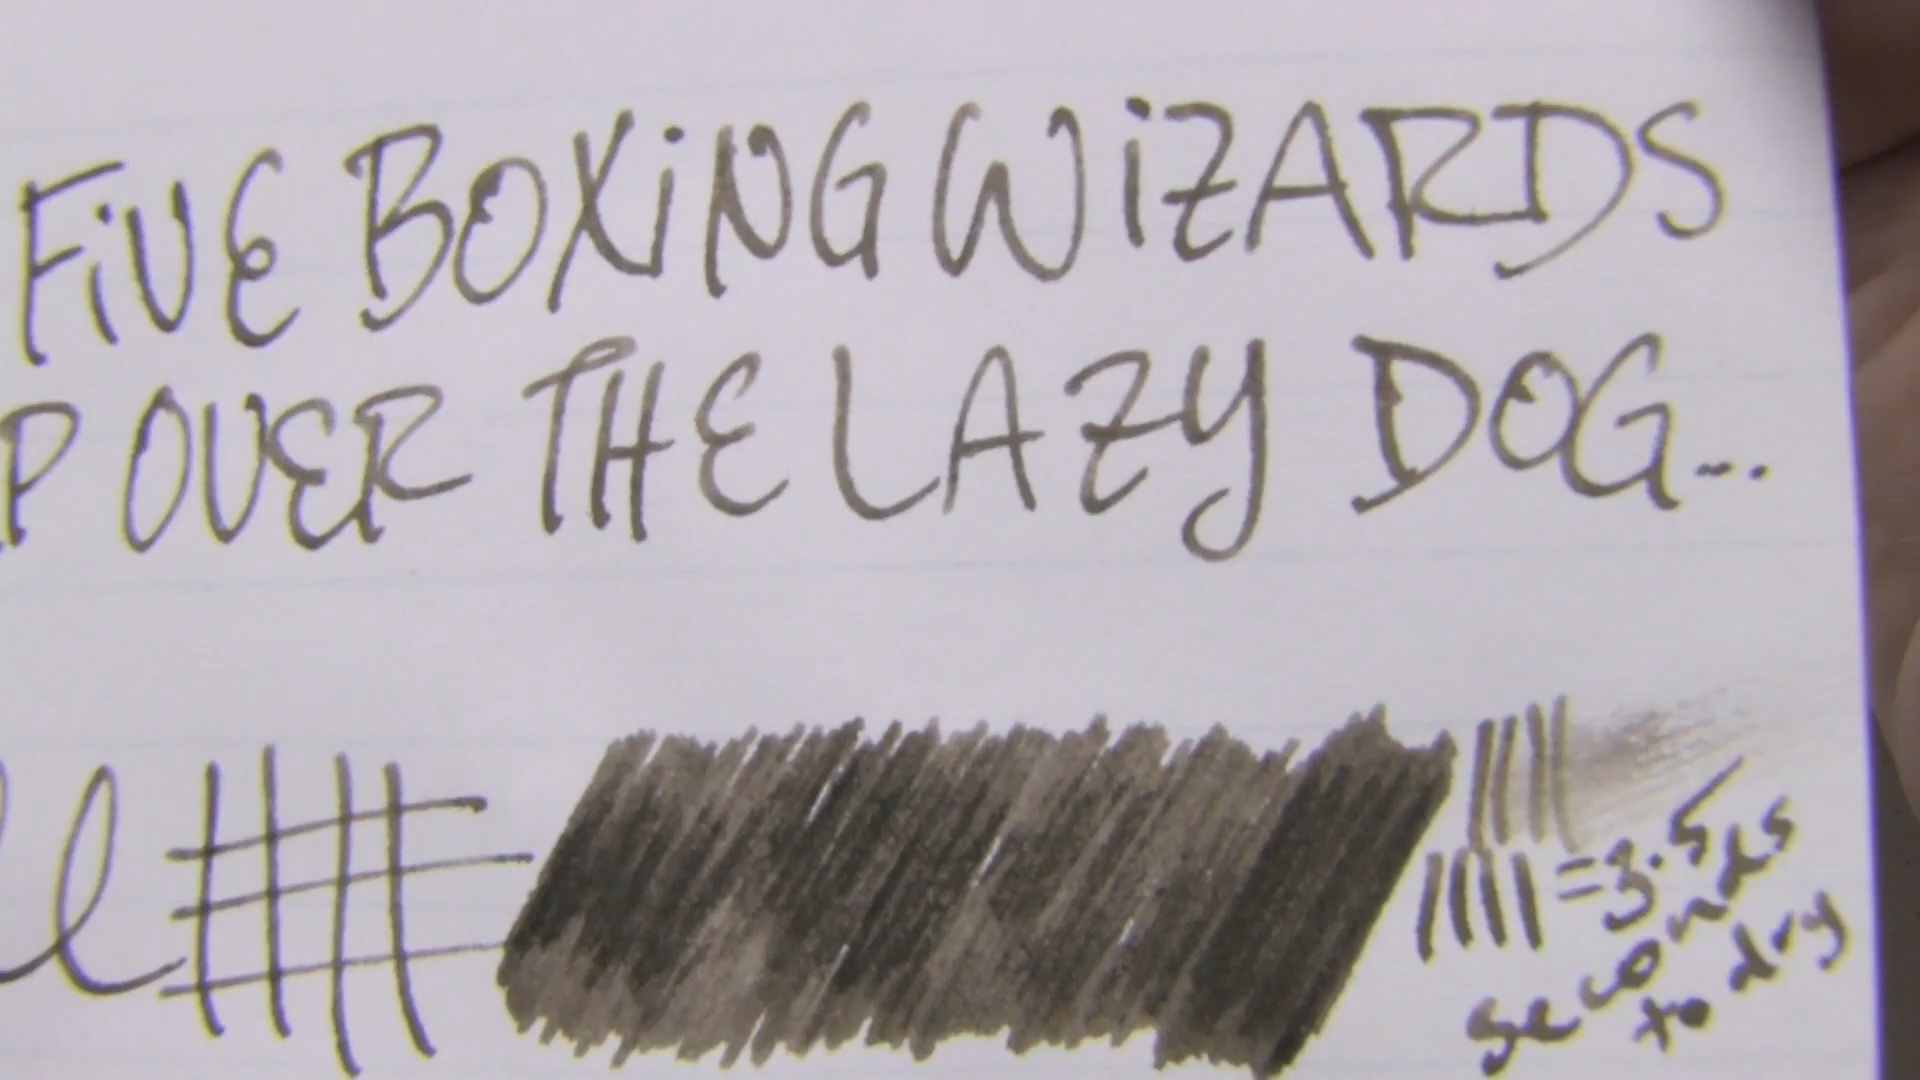 FiVE BOXiNG WiZARDS
P OVER THE LAZY DOG...
=3.5
seconds
to dry